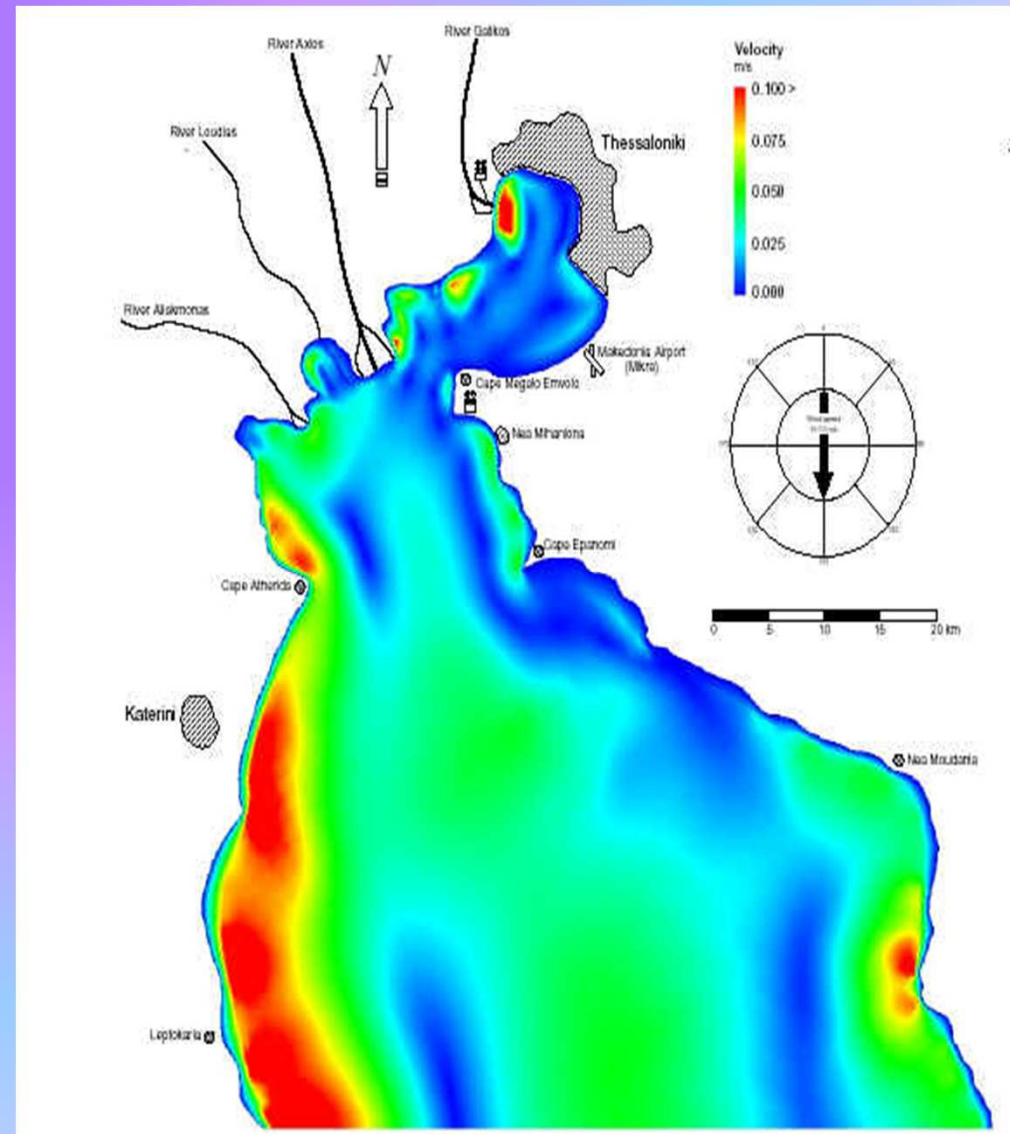 River Galikos
River Axios
N
Velocity
m/s
0.100 >
0.075
0.050
0.025
0.000
River Loudias
Thessaloniki
River Aliakmonas
Makedonia Airport
(Mikra)
Cape Megalo Emvolo
Nea Mihaniona
Cape Epanomi
Cape Atherida
0 5 10 15 20 km
Katerini
Nea Moudania
Leptokaria